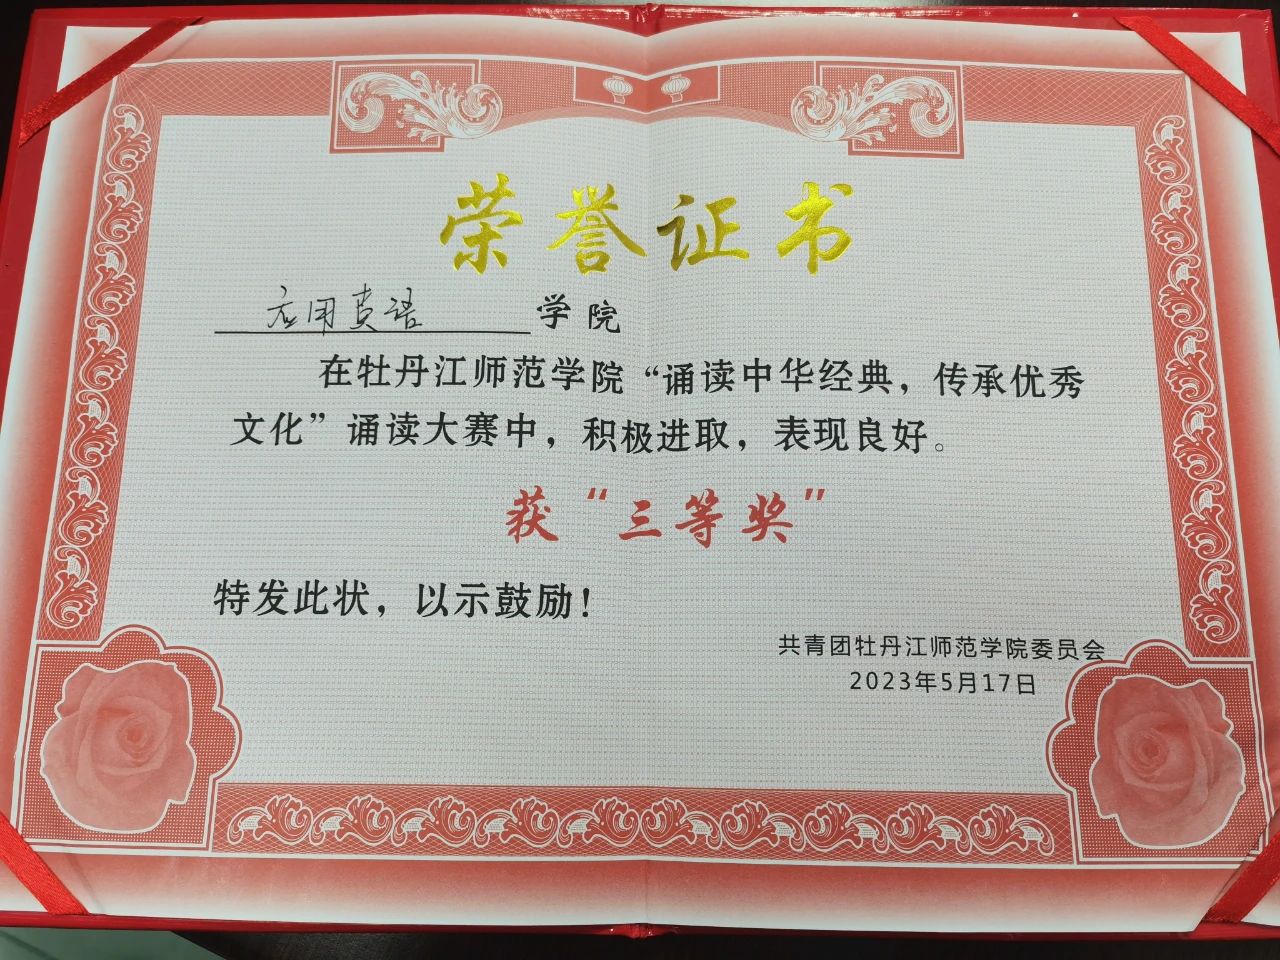 荣誉证书
应用英语学院
在牡丹江师范学院“诵读中华经典，传承优秀
文化”诵读大赛中，积极进取，表现良好。
获“三等奖”
特发此状，以示鼓励！
共青团牡丹江师范学院委员会
2023年5月17日